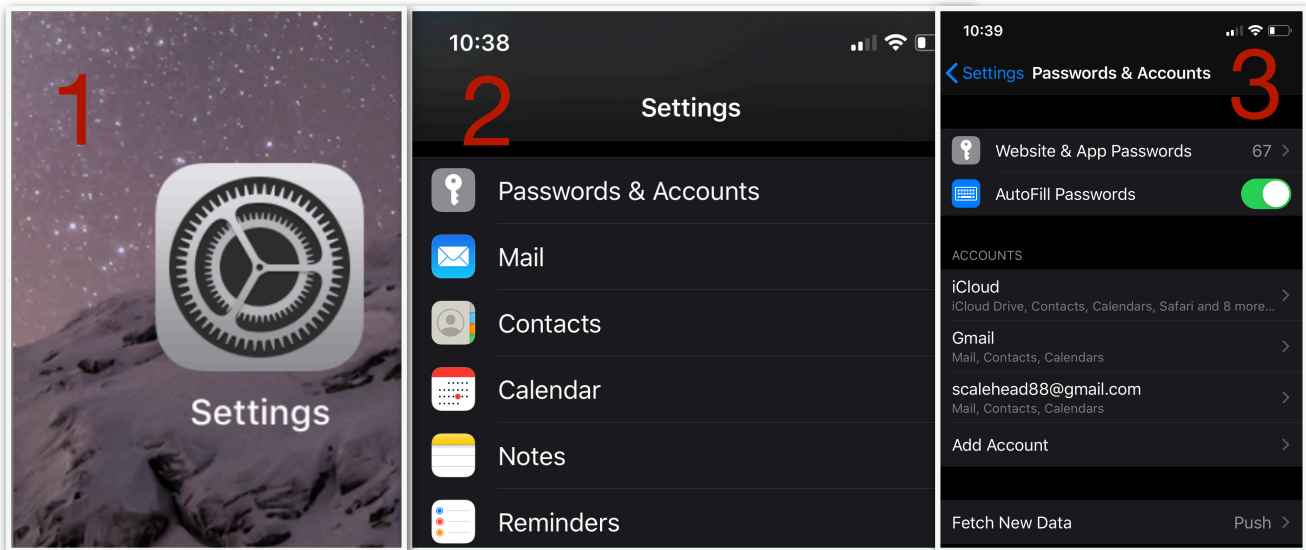 1
Settings
2
10:38
Settings
Passwords & Accounts
Mail
Contacts
Calendar
Notes
Reminders
3
10:39
Settings Passwords & Accounts
Website & App Passwords 67
AutoFill Passwords
ACCOUNTS
iCloud
iCloud Drive, Contacts, Calendars, Safari and 8 more...
Gmail
Mail, Contacts, Calendars
scalehead88@gmail.com
Mail, Contacts, Calendars
Add Account
Fetch New Data Push